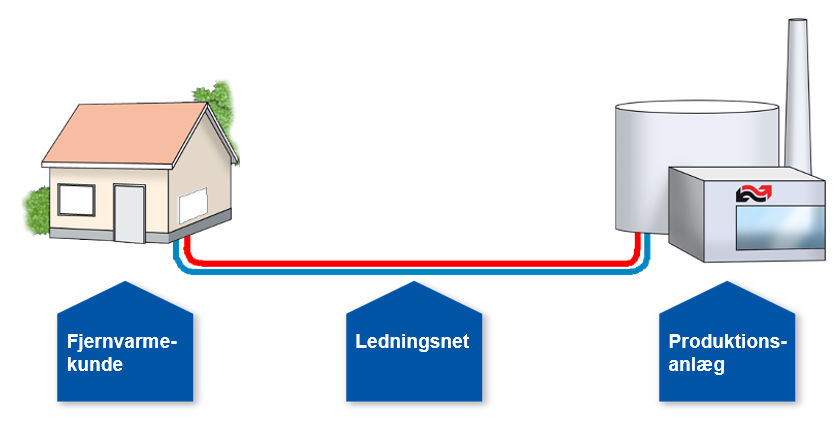 Fjernvarme-
kunde
Ledningsnet
Produktions-
anlæg